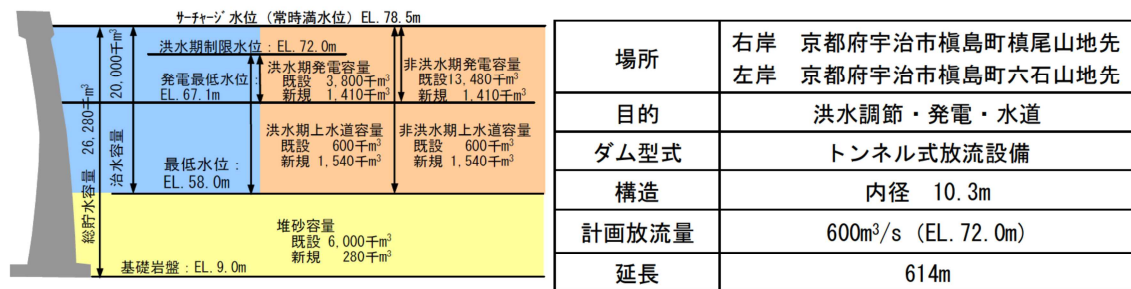 サーチャージ水位（常時満水位）EL.78.5m
洪水期制限水位：EL.72.0m
発電最低水位：
EL.67.1m
洪水期発電容量
既設 3,800千m³
新規 1,410千m³
非洪水期発電容量
既設13,480千m³
新規 1,410千m³
総貯水容量 26,280千m³
治水容量 20,000千m³
洪水期上水道容量
既設 600千m³
新規 1,540千m³
非洪水期上水道容量
既設 600千m³
新規 1,540千m³
最低水位：
EL.58.0m
堆砂容量
既設 6,000千m³
新規 280千m³
基礎岩盤：EL.9.0m
場所
右岸 京都府宇治市槇島町槙尾山地先
左岸 京都府宇治市槇島町六石山地先
目的 洪水調節・発電・水道
ダム型式 トンネル式放流設備
構造 内径 10.3m
計画放流量 600m³/s (EL.72.0m)
延長 614m